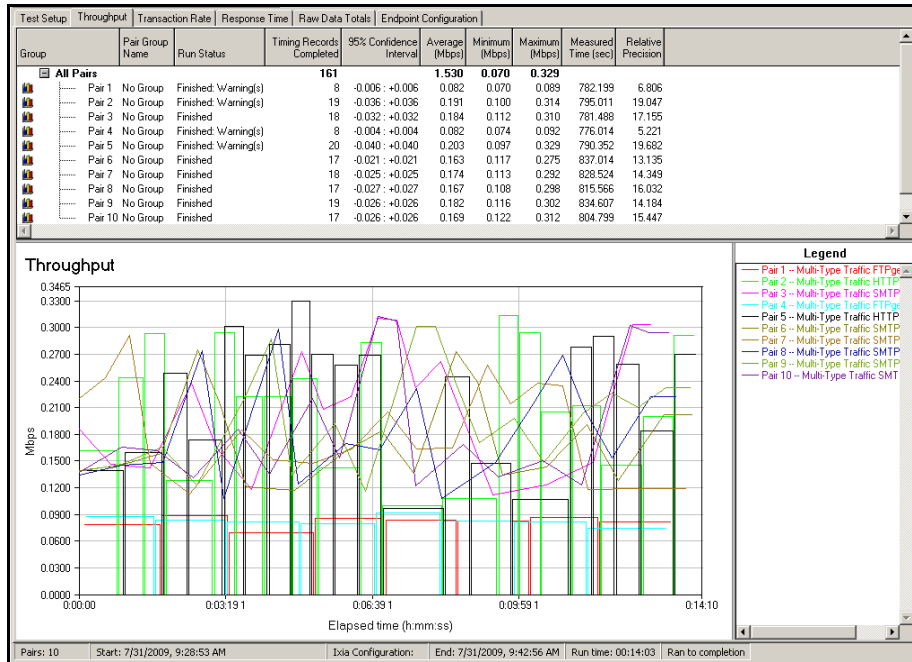 Test Setup Throughput Transaction Rate Response Time Raw Data Totals Endpoint Configuration
Group Pair Group Name Run Status Timing Records Completed 95% Confidence Interval Average (Mbps) Minimum (Mbps) Maximum (Mbps) Measured Time (sec) Relative Precision
All Pairs 161 1.530 0.070 0.329
Pair 1 No Group Finished: Warning(s) 8 -0.006 : +0.006 0.082 0.070 0.089 782.199 6.806
Pair 2 No Group Finished: Warning(s) 19 -0.036 : +0.036 0.191 0.100 0.314 795.011 19.047
Pair 3 No Group Finished 18 -0.032 : +0.032 0.184 0.112 0.310 781.488 17.155
Pair 4 No Group Finished: Warning(s) 8 -0.004 : +0.004 0.082 0.074 0.092 776.014 5.221
Pair 5 No Group Finished: Warning(s) 20 -0.040 : +0.040 0.203 0.097 0.329 790.352 19.682
Pair 6 No Group Finished 17 -0.021 : +0.021 0.163 0.117 0.275 837.014 13.135
Pair 7 No Group Finished 18 -0.025 : +0.025 0.174 0.113 0.292 828.524 14.349
Pair 8 No Group Finished 17 -0.027 : +0.027 0.167 0.108 0.298 815.566 16.032
Pair 9 No Group Finished 19 -0.026 : +0.026 0.182 0.116 0.302 834.607 14.184
Pair 10 No Group Finished 17 -0.026 : +0.026 0.169 0.122 0.312 804.799 15.447
Throughput
0.3465
0.3300
0.3000
0.2700
0.2400
0.2100
0.1800
0.1500
0.1200
0.0900
0.0600
0.0300
0.0000
Mbps
0:00:00 0:03:19 1 0:06:39 1 0:09:59 1 0:14:10
Elapsed time (h:mm:ss)
Legend
Pair 1 -- Multi-Type Traffic FTPge
Pair 2 -- Multi-Type Traffic HTTP
Pair 3 -- Multi-Type Traffic SMTP
Pair 4 -- Multi-Type Traffic FTPge
Pair 5 -- Multi-Type Traffic HTTP
Pair 6 -- Multi-Type Traffic SMTP
Pair 7 -- Multi-Type Traffic SMTP
Pair 8 -- Multi-Type Traffic SMTP
Pair 9 -- Multi-Type Traffic SMTP
Pair 10 -- Multi-Type Traffic SMT
Pairs: 10 Start: 7/31/2009, 9:28:53 AM Ixia Configuration: End: 7/31/2009, 9:42:56 AM Run time: 00:14:03 Ran to completion